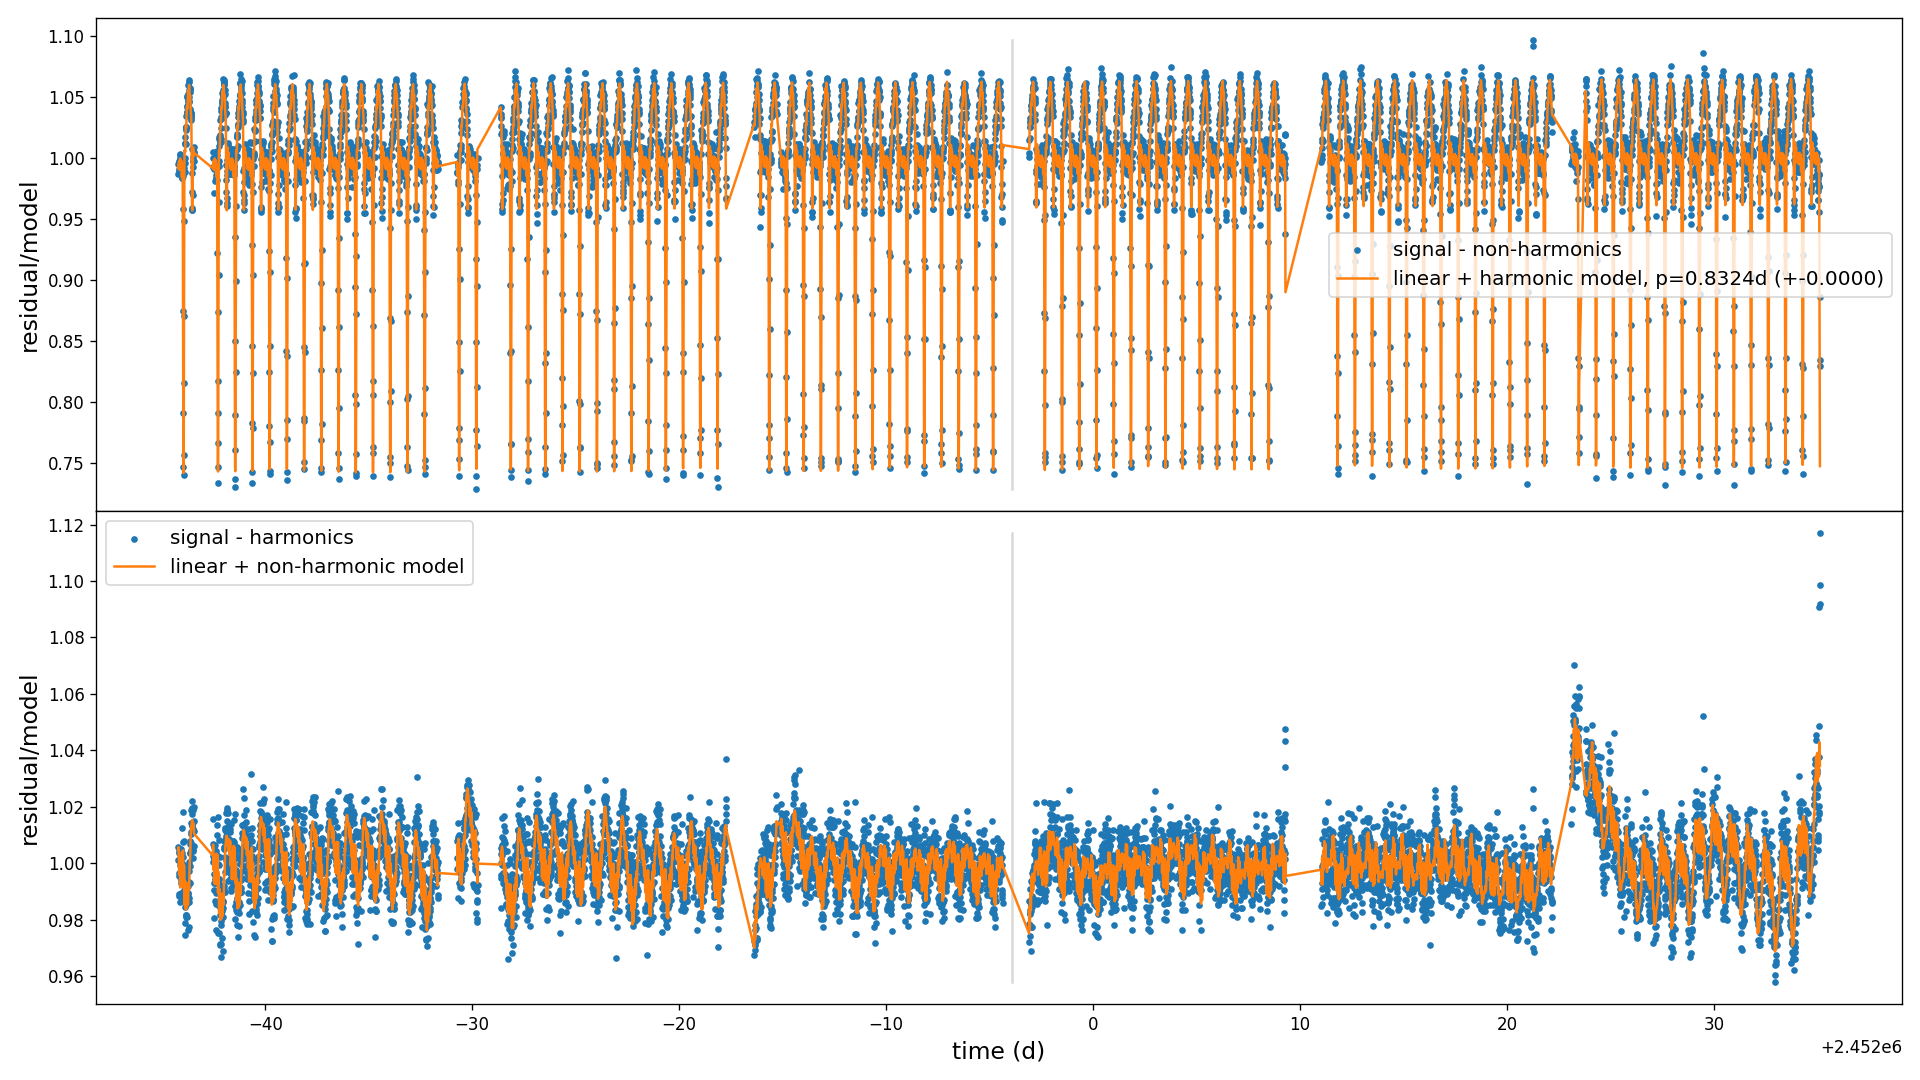 1.10
1.05
1.00
0.95
0.90
0.85
0.80
0.75
residual/model
signal - non-harmonics
linear + harmonic model, p=0.8324d (+-0.0000)
1.12
1.10
1.08
1.06
1.04
1.02
1.00
0.98
0.96
residual/model
signal - harmonics
linear + non-harmonic model
−40 −30 −20 −10 0 10 20 30
time (d)
+2.452e6